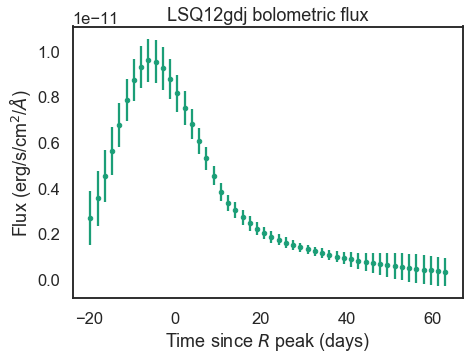 LSQ12gdj bolometric flux
1e−11
1.0
0.8
0.6
0.4
0.2
0.0
Flux (erg/s/cm²/Å)
−20 0 20 40 60
Time since R peak (days)